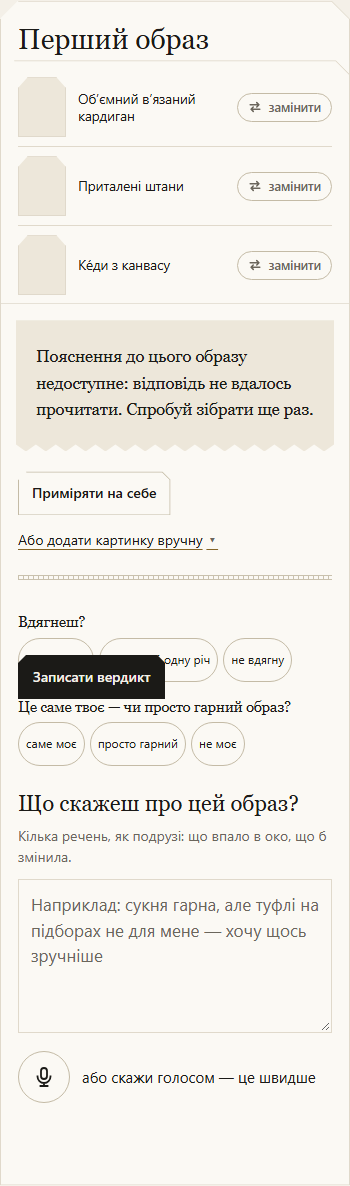 Перший образ
Об'ємний в'язаний
кардиган
замінити
Приталені штани
замінити
Ке́ди з канвасу
замінити
Пояснення до цього образу
недоступне: відповідь не вдалось
прочитати. Спробуй зібрати ще раз.
Приміряти на себе
Або додати картинку вручну
Вдягнеш?
одну річ
не вдягну
Записати вердикт
Це саме твоє — чи просто гарний образ?
саме моє
просто гарний
не моє
Що скажеш про цей образ?
Кілька речень, як подрузі: що впало в око, що б
змінила.
Наприклад: сукня гарна, але туфлі на
підборах не для мене — хочу щось
зручніше
або скажи голосом — це швидше